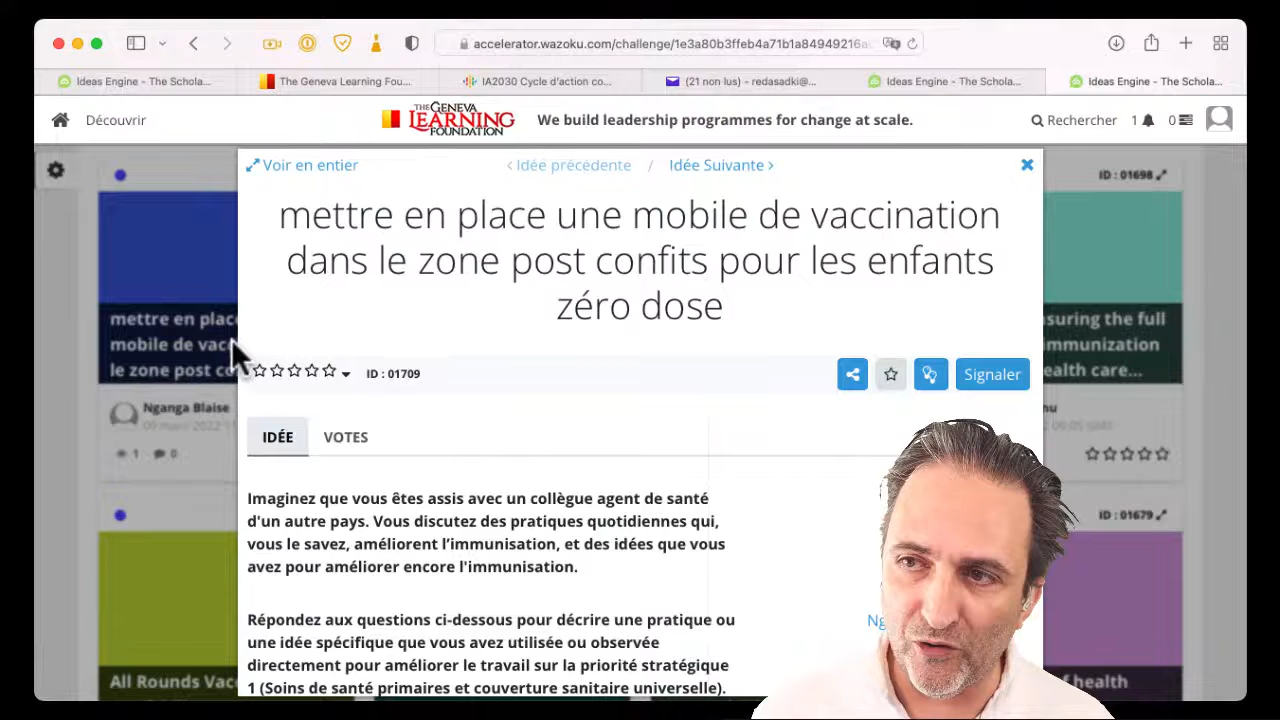 accelerator.wazoku.com/challenge/1e3a80b3ffeb4a71b1a84949216a
Ideas Engine - The Schola...
The Geneva Learning Fou...
IA2030 Cycle d'action co...
(21 non lus) - redasadki@...
Ideas Engine - The Schola...
Ideas Engine - The Schola...
Découvrir
THE GENEVA
LEARNING
FOUNDATION
We build leadership programmes for change at scale.
Rechercher
1
0
Voir en entier
Idée précédente
/
Idée Suivante
ID : 01698
mettre en place une mobile de vaccination
dans le zone post confits pour les enfants
zéro dose
mettre en place
mobile de vac
le zone post co
suring the full
immunization
ealth care...
ID : 01709
Signaler
Nganga Blaise
1
0
IDÉE
VOTES
Imaginez que vous êtes assis avec un collègue agent de santé
d'un autre pays. Vous discutez des pratiques quotidiennes qui,
vous le savez, améliorent l'immunisation, et des idées que vous
avez pour améliorer encore l'immunisation.
ID : 01679
Répondez aux questions ci-dessous pour décrire une pratique ou
une idée spécifique que vous avez utilisée ou observée
directement pour améliorer le travail sur la priorité stratégique
1 (Soins de santé primaires et couverture sanitaire universelle).
Ng
All Rounds Vac
f health